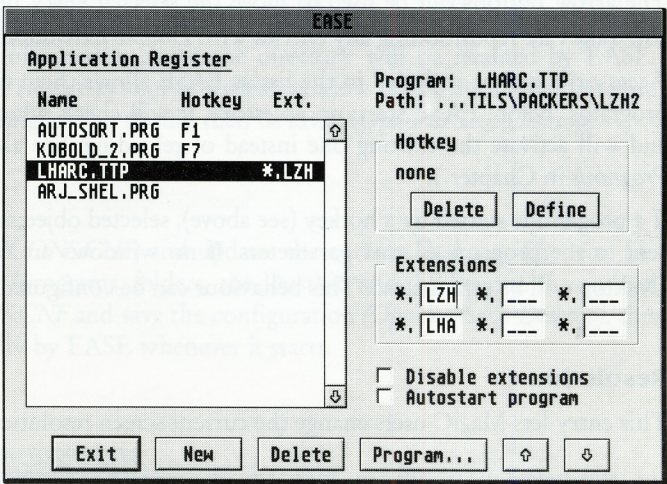 EASE
Application Register
Name Hotkey Ext.
AUTOSORT.PRG F1
KOBOLD_2.PRG F7
LHARC.TTP *.LZH
ARJ_SHEL.PRG
Program: LHARC.TTP
Path: ...TILS\PACKERS\LZH2
Hotkey
none
Delete Define
Extensions
*. LZH *. ___ *. ___
*. LHA *. ___ *. ___
Disable extensions
Autostart program
Exit New Delete Program... ⇧ ⇩